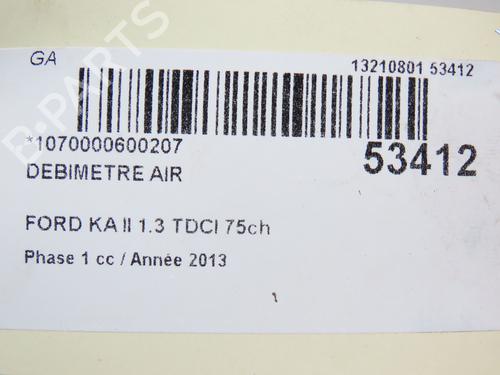 GA
13210801 53412
*1070000600207
53412
DEBIMETRE AIR
FORD KA II 1.3 TDCI 75ch
Phase 1 cc / Année 2013
B-PARTS